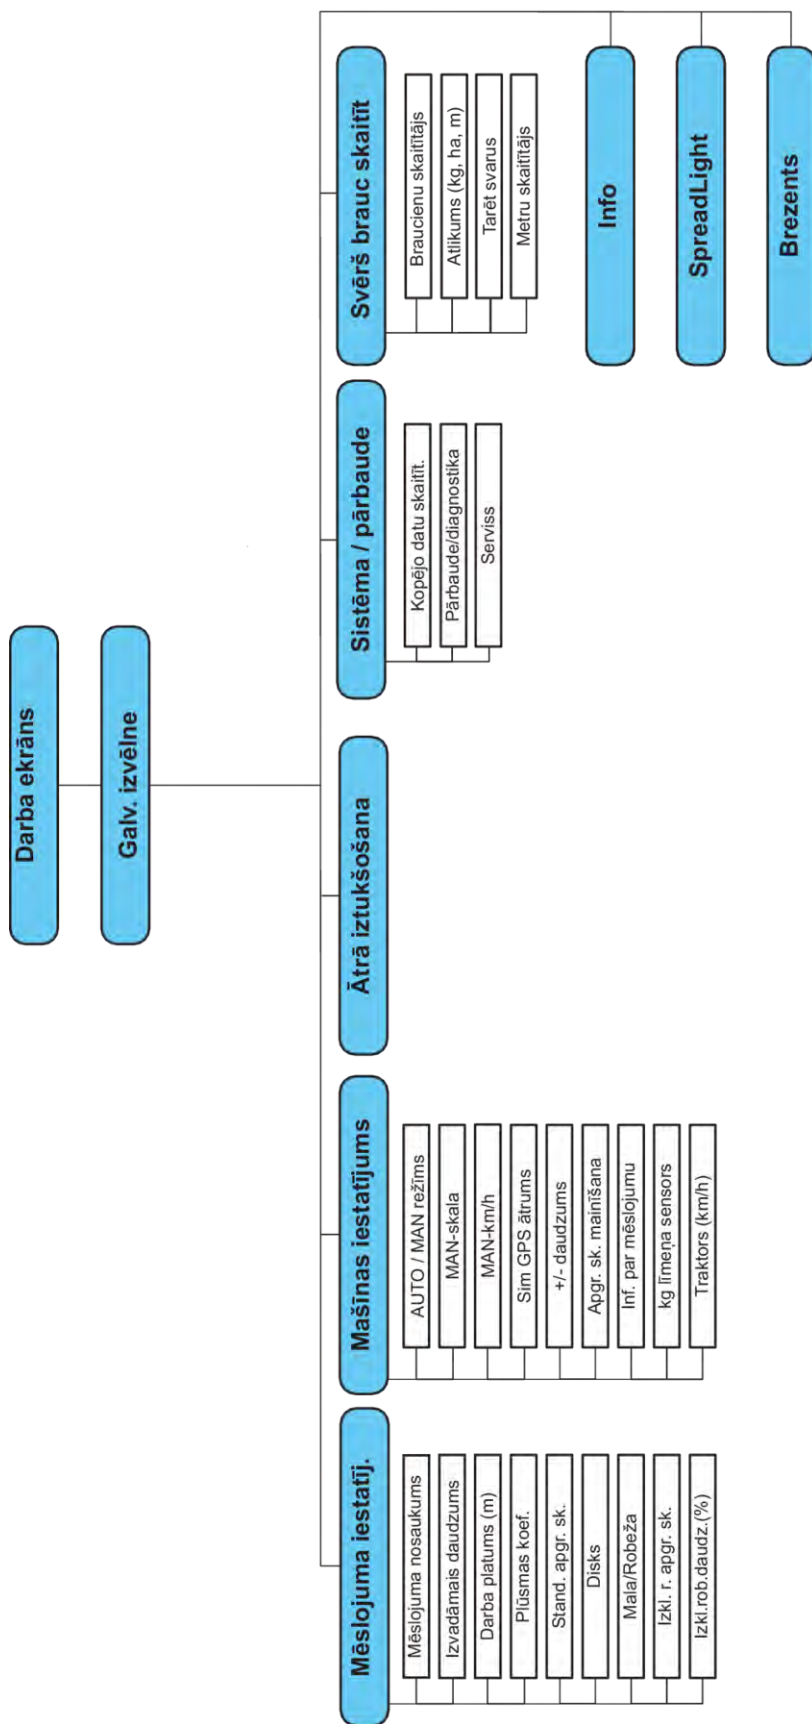 Darba ekrāns
Galv. izvēlne
Mēslojuma iestatīj.
Mēslojuma nosaukums
Izvadāmais daudzums
Darba platums (m)
Plūsmas koef.
Stand. apgr. sk.
Disks
Mala/Robeža
Izkl. r. apgr. sk.
Izkl.rob.daudz.(%)
Mašīnas iestatījums
AUTO / MAN režīms
MAN-skala
MAN-km/h
Sim GPS ātrums
+/- daudzums
Apgr. sk. mainīšana
Inf. par mēslojumu
kg līmeņa sensors
Traktors (km/h)
Ātrā iztukšošana
Sistēma / pārbaude
Kopējo datu skaitīt.
Pārbaude/diagnostika
Serviss
Svērš brauc skaitīt
Braucienu skaitītājs
Atlikums (kg, ha, m)
Tarēt svarus
Metru skaitītājs
Info
SpreadLight
Brezents